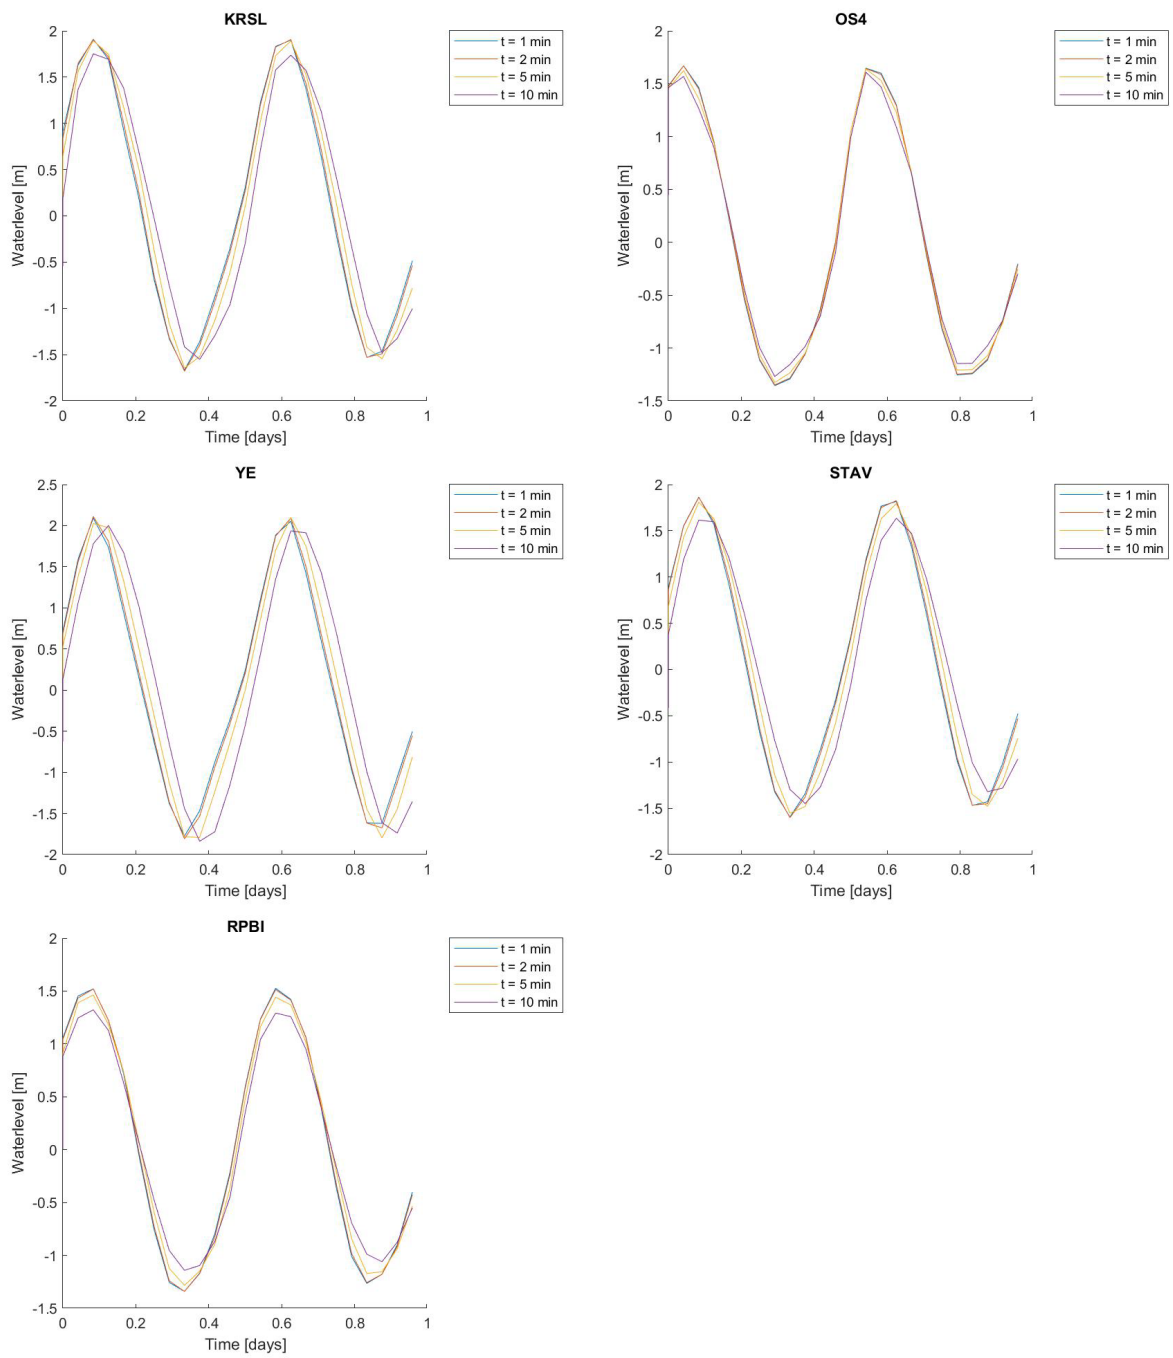 KRSL
2
1.5
1
0.5
0
-0.5
-1
-1.5
-2
Waterlevel [m]
0 0.2 0.4 0.6 0.8 1
Time [days]
t = 1 min
t = 2 min
t = 5 min
t = 10 min
OS4
2
1.5
1
0.5
0
-0.5
-1
-1.5
Waterlevel [m]
0 0.2 0.4 0.6 0.8 1
Time [days]
t = 1 min
t = 2 min
t = 5 min
t = 10 min
YE
2.5
2
1.5
1
0.5
0
-0.5
-1
-1.5
-2
Waterlevel [m]
0 0.2 0.4 0.6 0.8 1
Time [days]
t = 1 min
t = 2 min
t = 5 min
t = 10 min
STAV
2
1.5
1
0.5
0
-0.5
-1
-1.5
-2
Waterlevel [m]
0 0.2 0.4 0.6 0.8 1
Time [days]
t = 1 min
t = 2 min
t = 5 min
t = 10 min
RPBI
2
1.5
1
0.5
0
-0.5
-1
-1.5
Waterlevel [m]
0 0.2 0.4 0.6 0.8 1
Time [days]
t = 1 min
t = 2 min
t = 5 min
t = 10 min